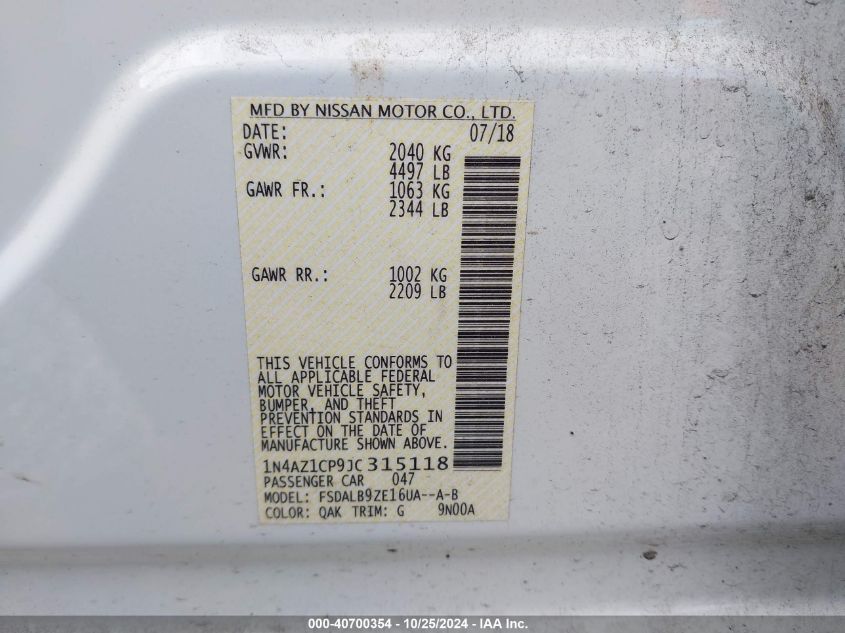 MFD BY NISSAN MOTOR CO., LTD.
DATE: 07/18
GVWR: 2040 KG
4497 LB
GAWR FR.: 1063 KG
2344 LB
GAWR RR.: 1002 KG
2209 LB
THIS VEHICLE CONFORMS TO
ALL APPLICABLE FEDERAL
MOTOR VEHICLE SAFETY,
BUMPER, AND THEFT
PREVENTION STANDARDS IN
EFFECT ON THE DATE OF
MANUFACTURE SHOWN ABOVE.
1N4AZ1CP9JC315118
PASSENGER CAR 047
MODEL: FSDALB9ZE16UA--A-B
COLOR: QAK TRIM: G 9N00A
000-40700354 - 10/25/2024 - IAA Inc.